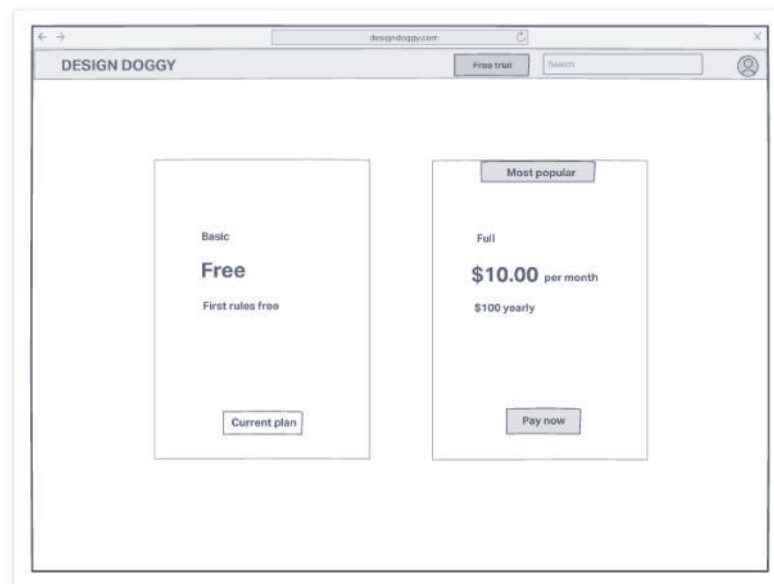 designdoggy.com
DESIGN DOGGY
Free trial
Search
Most popular
Basic
Full
Free
$10.00 per month
First rules free
$100 yearly
Current plan
Pay now